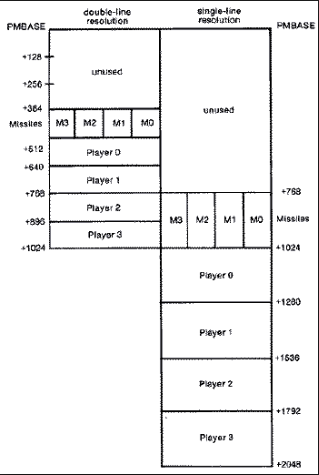 double-line resolution
single-line resolution
PMBASE
PMBASE
+128
+256
unused
unused
+384
Missiles
M3 M2 M1 M0
+512
Player 0
+640
Player 1
+768
+768
Player 2
M3 M2 M1 M0
Missiles
+896
Player 3
+1024
+1024
Player 0
+1280
Player 1
+1536
Player 2
+1792
Player 3
+2048